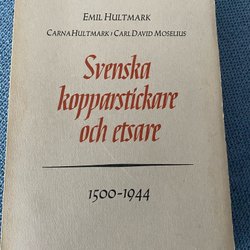 EMIL HULTMARK
CARNA HULTMARK · CARL DAVID MOSELIUS
Svenska
kopparstickare
och etsare
1500-1944